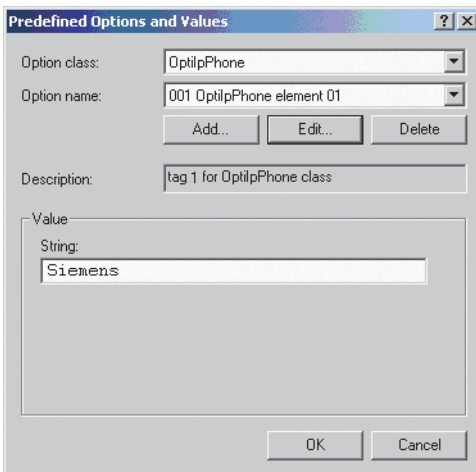 Predefined Options and Values
Option class: OptiIpPhone
Option name: 001 OptiIpPhone element 01
Add... Edit... Delete
Description: tag 1 for OptiIpPhone class
Value
String:
Siemens
OK Cancel